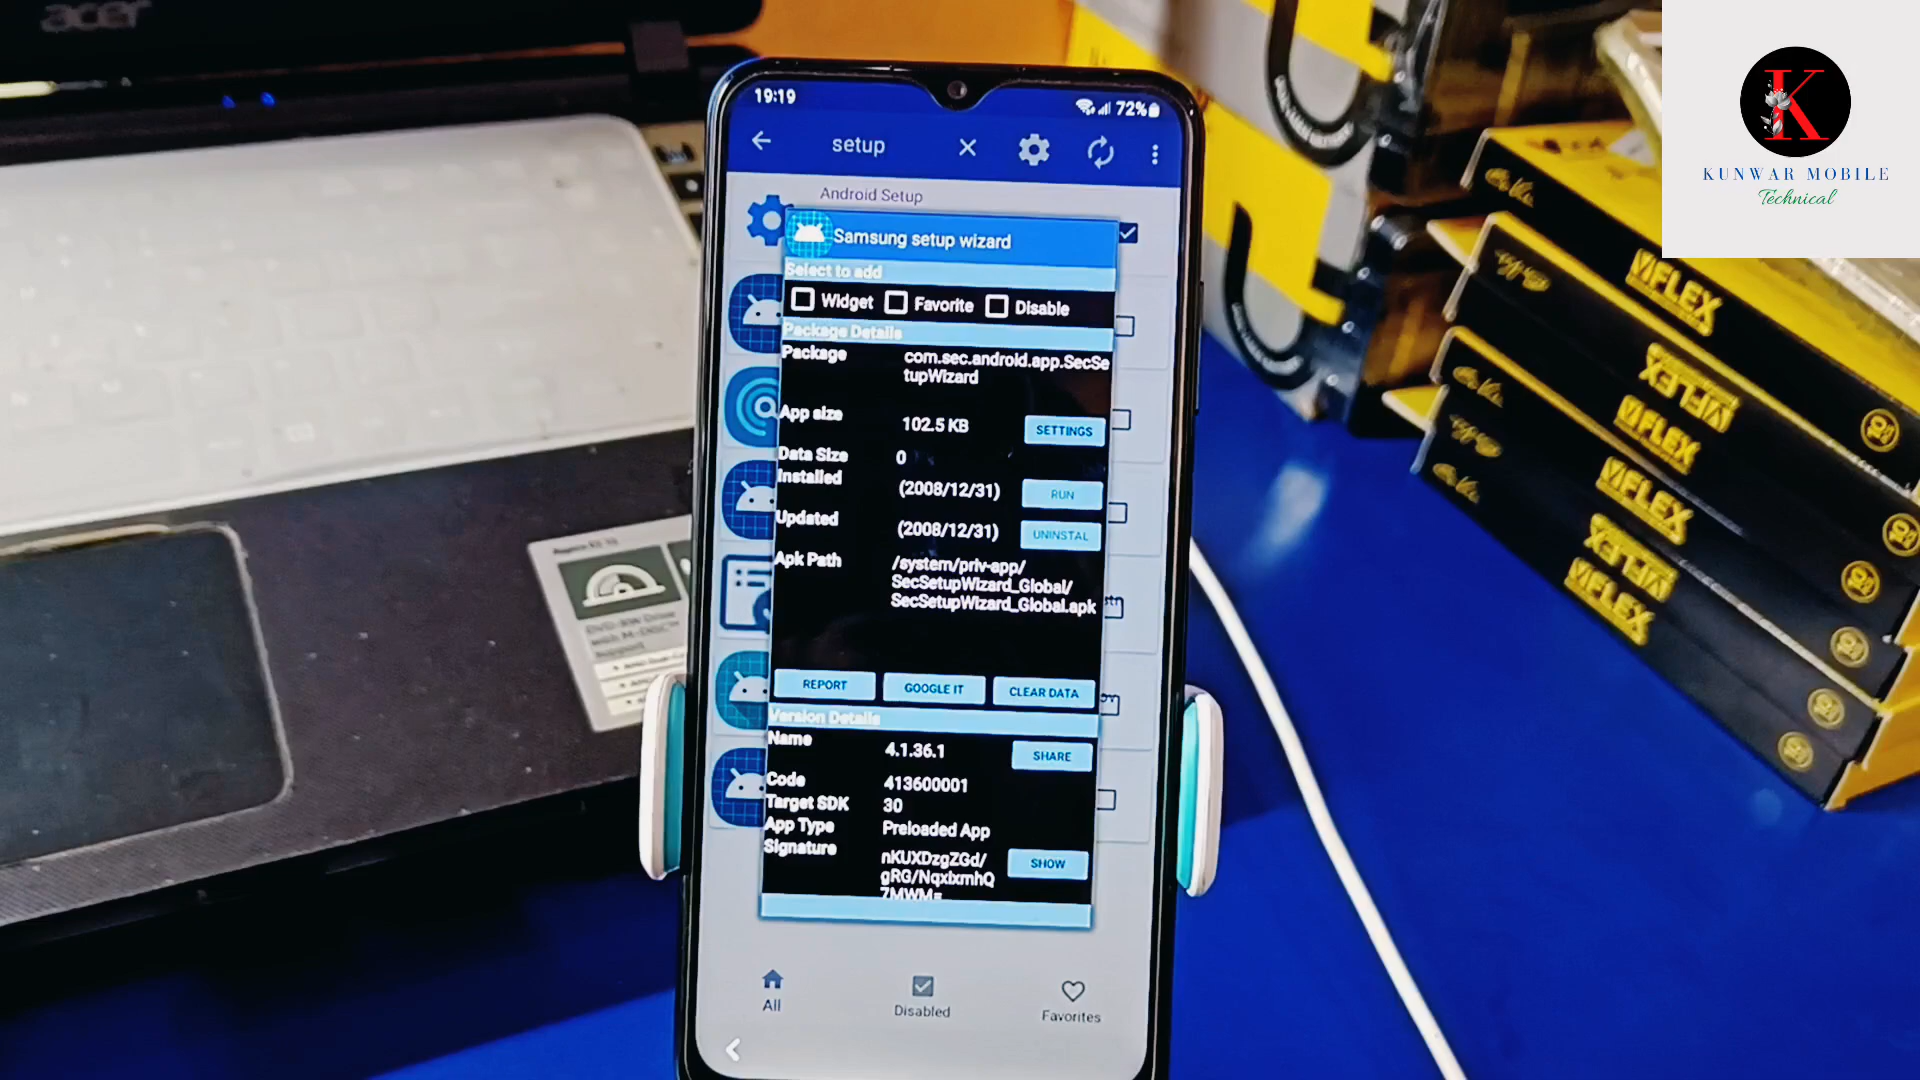 acer
K
KUNWAR MOBILE
Technical
19:19
72%
setup
Android Setup
Samsung setup wizard
Select to add
Widget Favorite Disable
Package Details
Package com.sec.android.app.SecSe
tupWizard
App size 102.5 KB SETTINGS
Data Size 0
Installed (2008/12/31) RUN
Updated (2008/12/31) UNINSTAL
Apk Path /system/priv-app/
SecSetupWizard_Global/
SecSetupWizard_Global.apk
REPORT GOOGLE IT CLEAR DATA
Version Details
Name 4.1.36.1 SHARE
Code 413600001
Target SDK 30
App Type Preloaded App
Signature nKUXDzgZGd/
gRG/NqxIxmhQ
7MWM=
SHOW
All Disabled Favorites
VIFLEX
VIFLEX
VIFLEX
VIFLEX
VIFLEX
VIFLEX